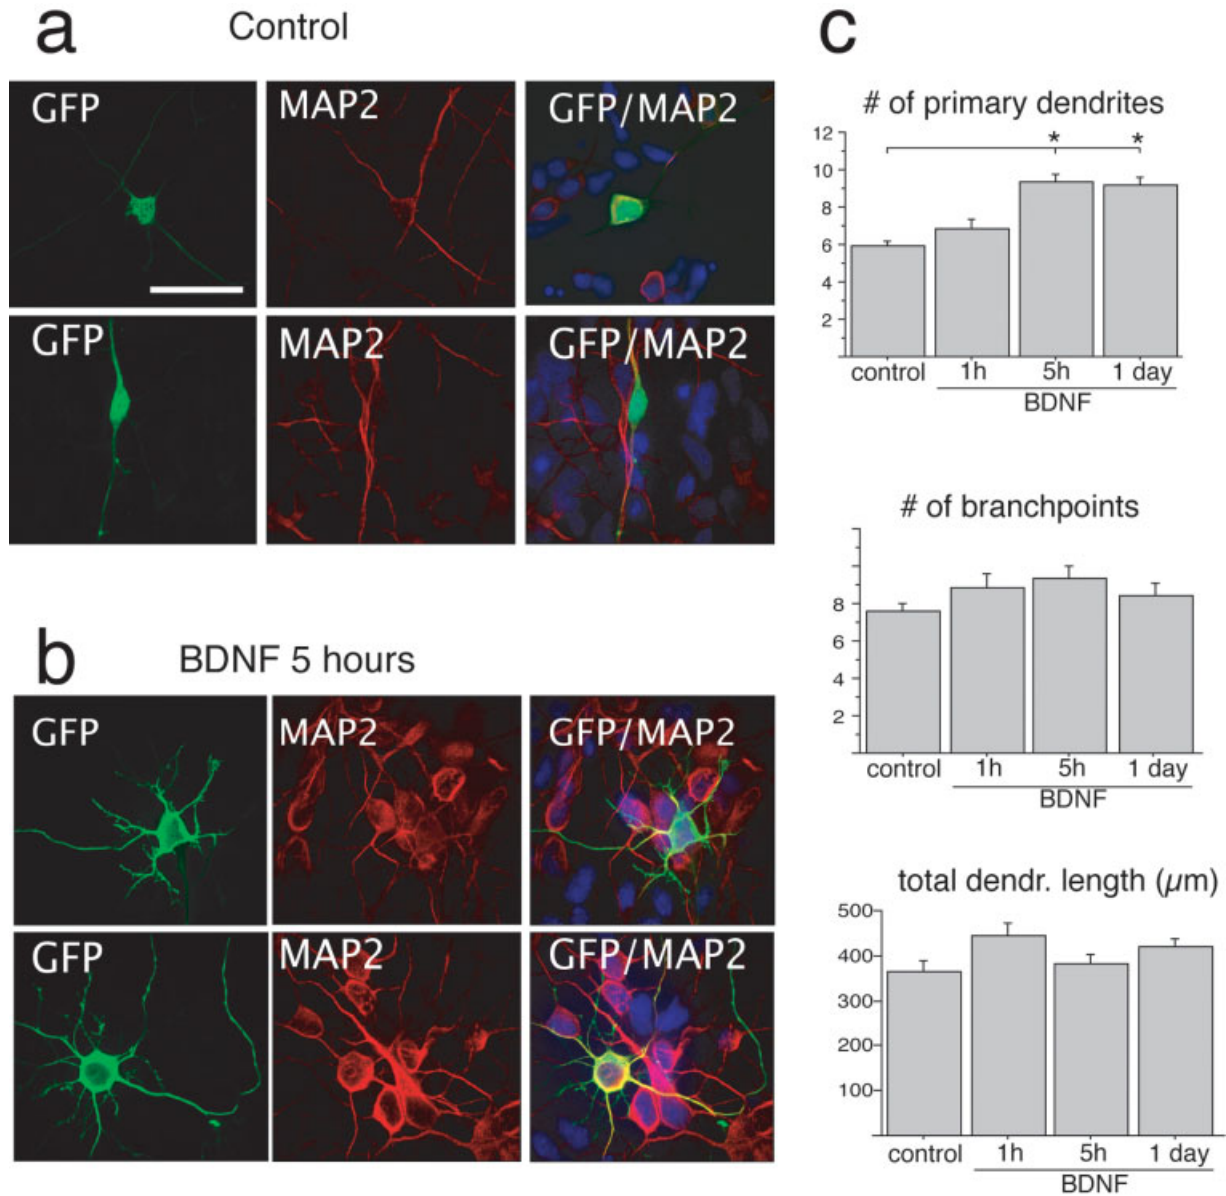 a
Control
GFP
MAP2
GFP/MAP2
GFP
MAP2
GFP/MAP2
b
BDNF 5 hours
GFP
MAP2
GFP/MAP2
GFP
MAP2
GFP/MAP2
c
# of primary dendrites
12
10
8
6
4
2
* *
control 1h 5h 1 day
BDNF
# of branchpoints
8
6
4
2
control 1h 5h 1 day
BDNF
total dendr. length (µm)
500
400
300
200
100
control 1h 5h 1 day
BDNF